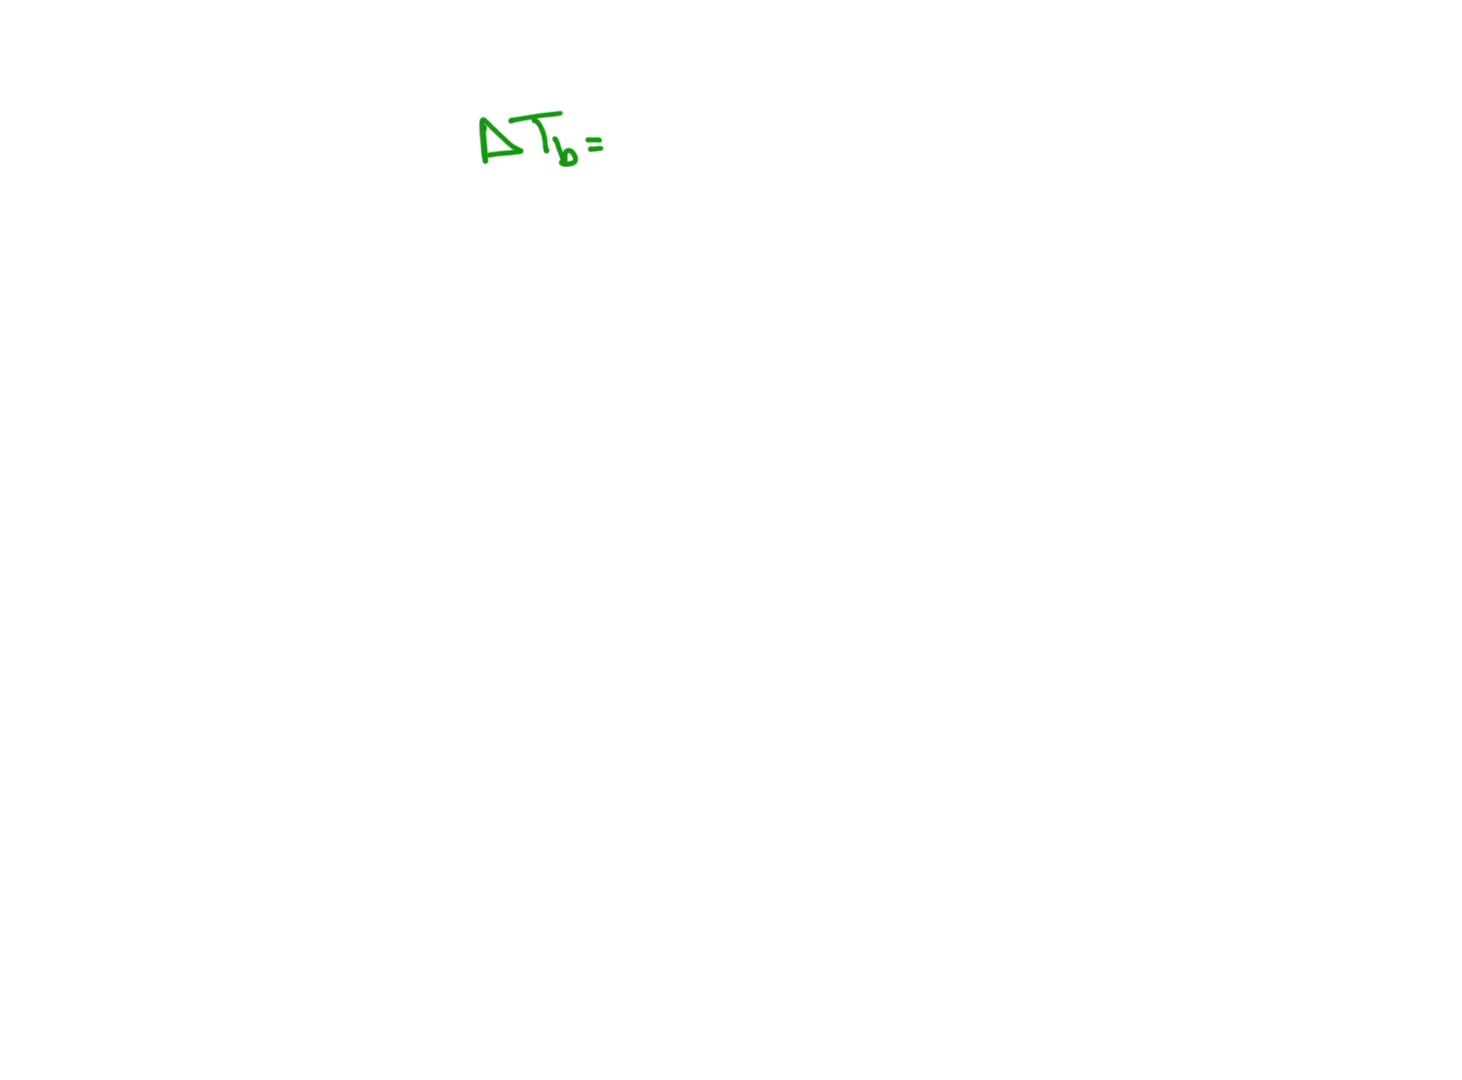 ΔT_b =